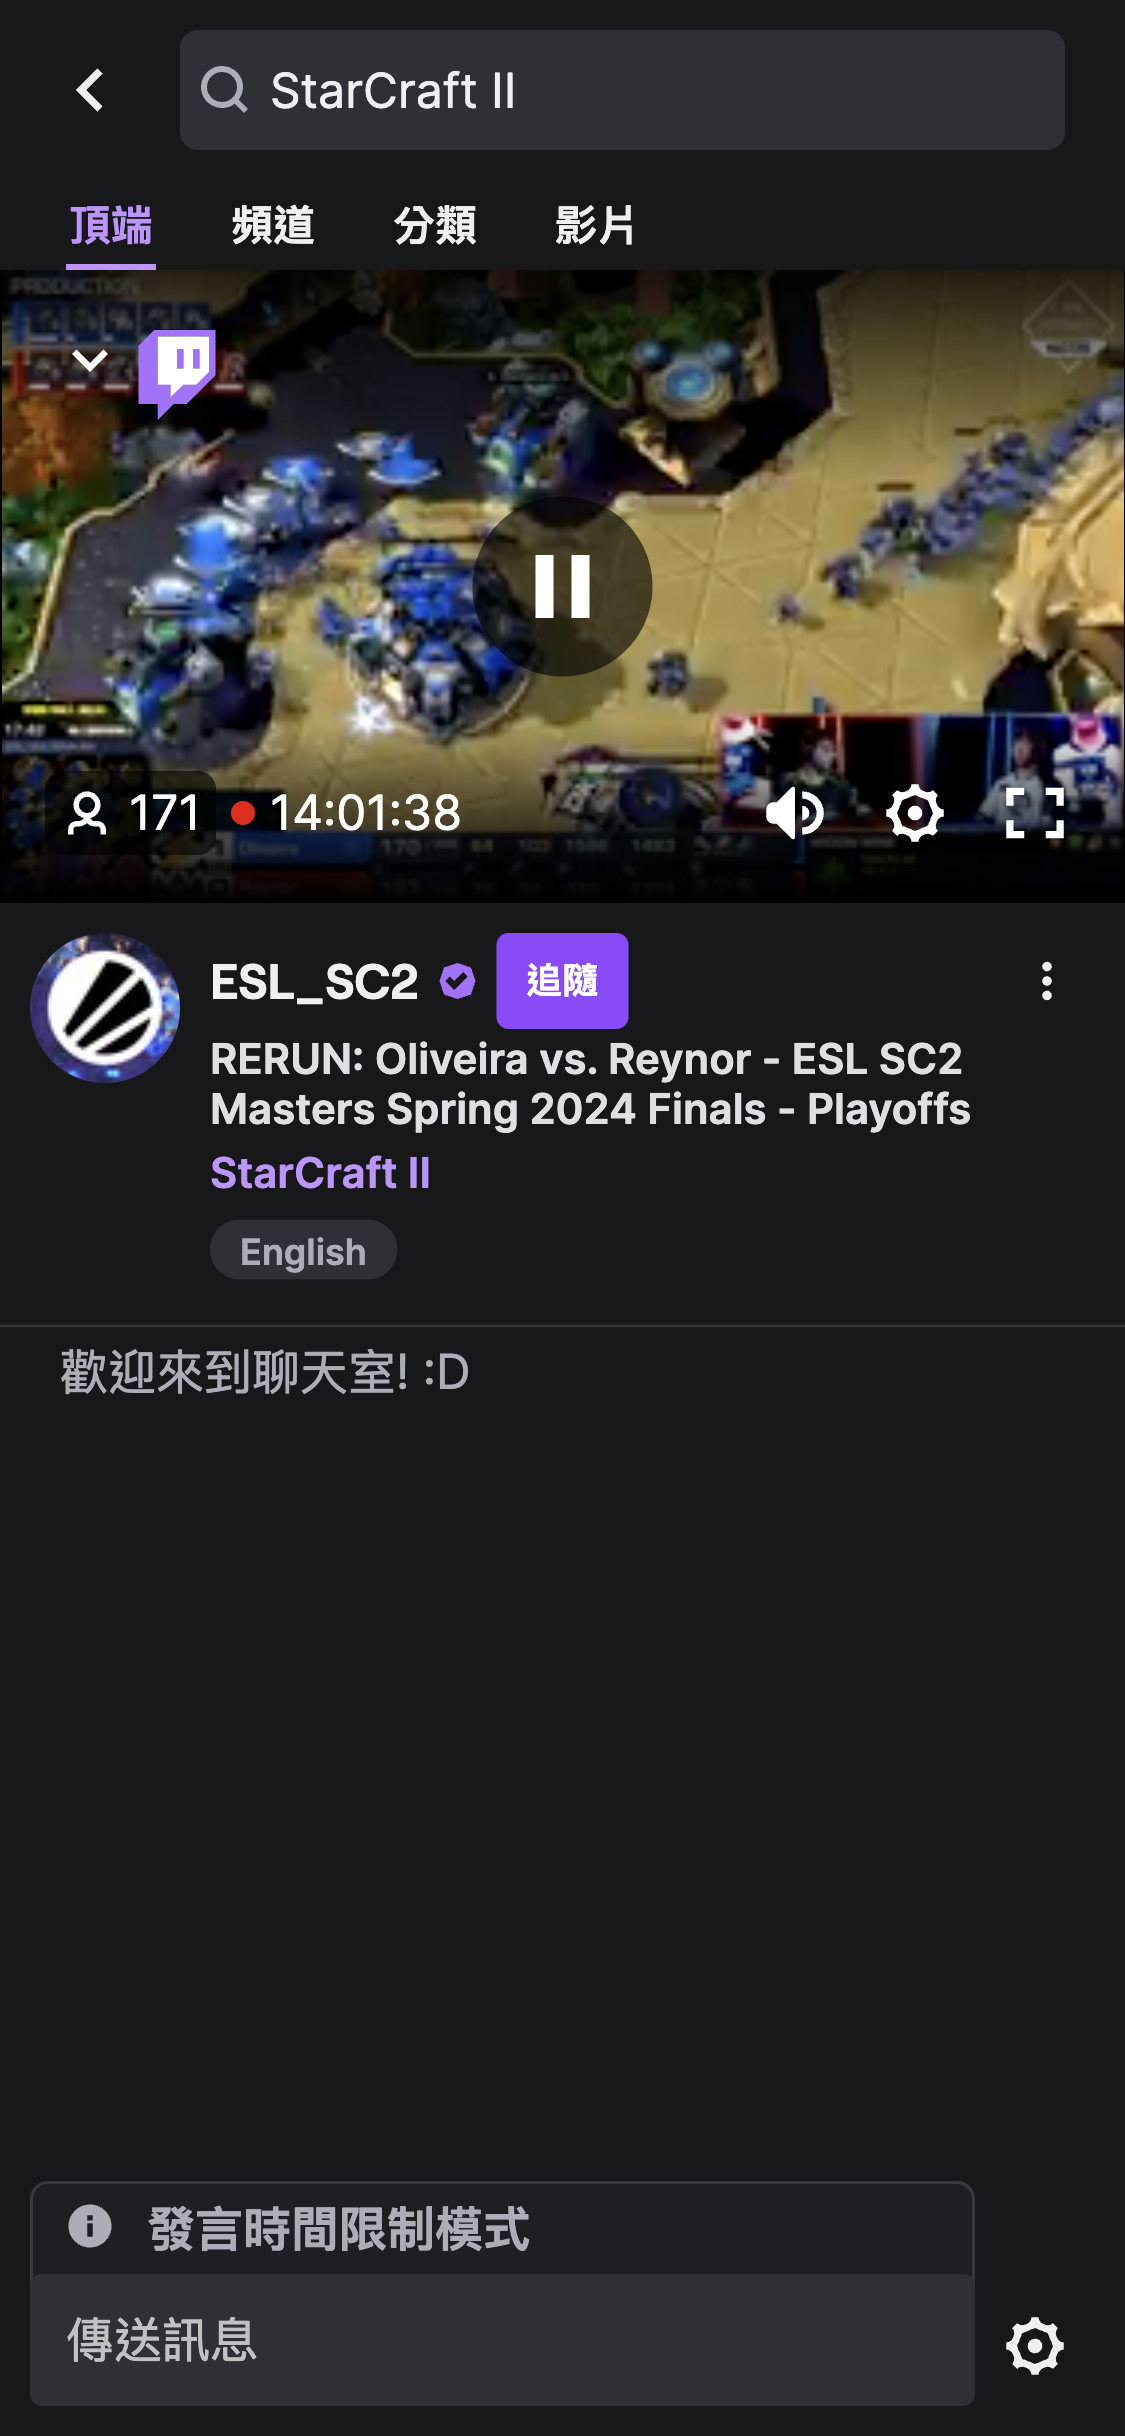 StarCraft II
頂端 頻道 分類 影片
PRODUCTION
171 14:01:38
ESL_SC2 追隨
RERUN: Oliveira vs. Reynor - ESL SC2
Masters Spring 2024 Finals - Playoffs
StarCraft II
English
歡迎來到聊天室! :D
發言時間限制模式
傳送訊息